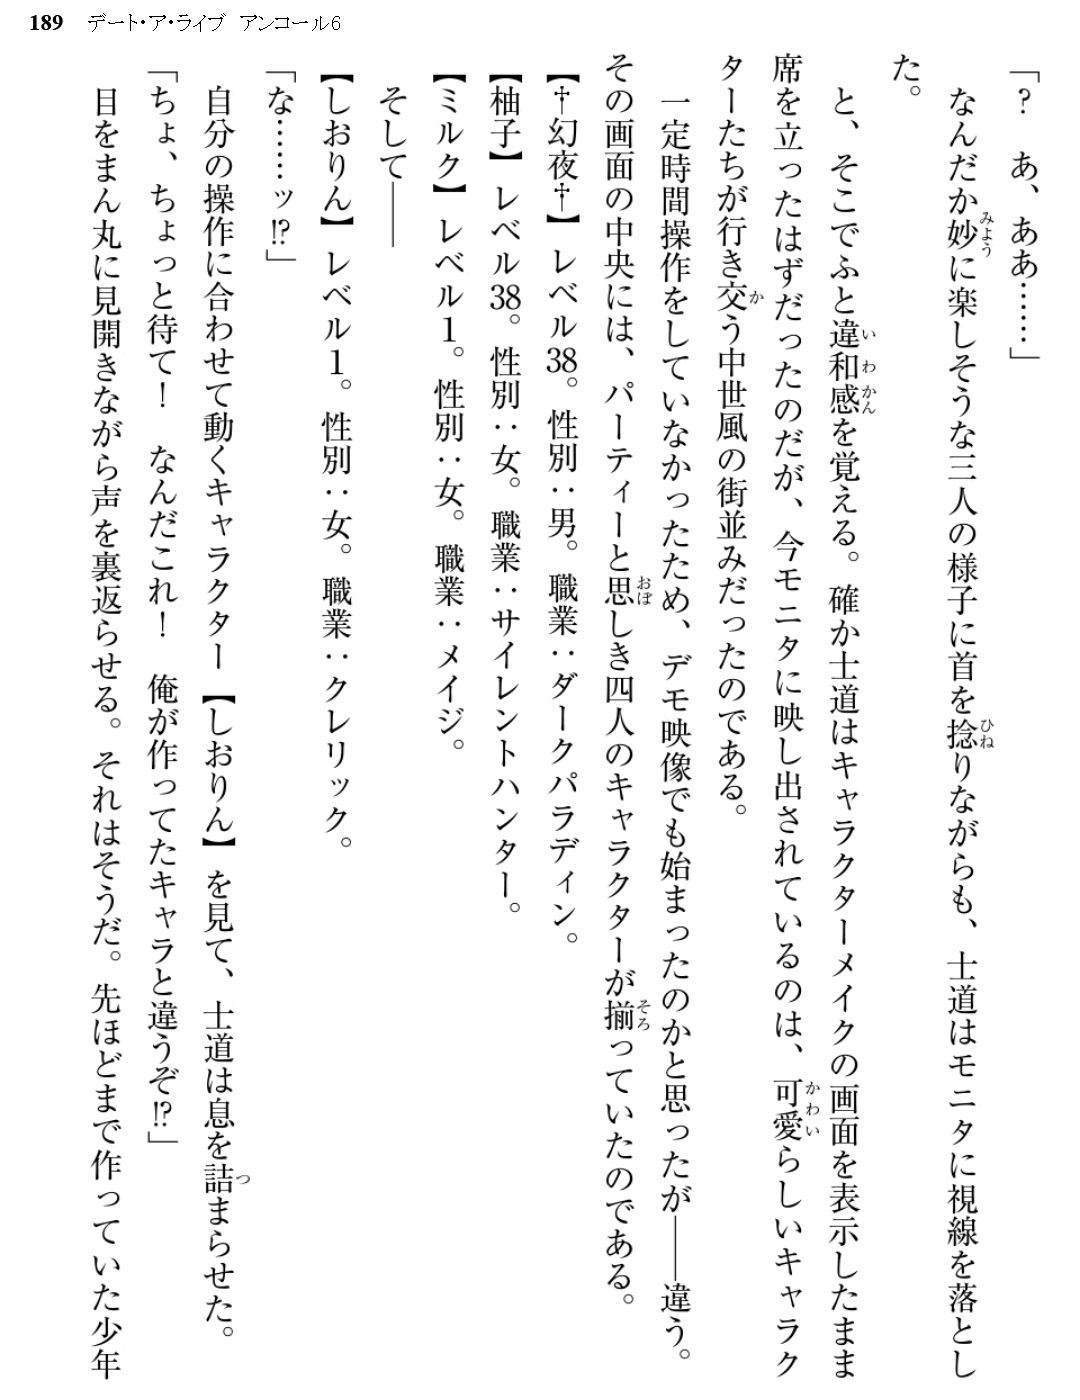 189 デート・ア・ライブ アンコール6
「？　あ、ああ……」
なんだか妙に楽しそうな三人の様子に首を捻りながらも、士道はモニタに視線を落とし
た。
と、そこでふと違和感を覚える。確か士道はキャラクターメイクの画面を表示したまま
席を立ったはずだったのだが、今モニタに映し出されているのは、可愛らしいキャラク
ターたちが行き交う中世風の街並みだったのである。
一定時間操作をしていなかったため、デモ映像でも始まったのかと思ったが――違う。
その画面の中央には、パーティーと思しき四人のキャラクターが揃っていたのである。
【†幻夜†】レベル38。性別：男。職業：ダークパラディン。
【柚子】レベル38。性別：女。職業：サイレントハンター。
【ミルク】レベル1。性別：女。職業：メイジ。
そして――
【しおりん】レベル1。性別：女。職業：クレリック。
「な……ッ!?」
自分の操作に合わせて動くキャラクター【しおりん】を見て、士道は息を詰まらせた。
「ちょ、ちょっと待て！　なんだこれ！　俺が作ってたキャラと違うぞ!?」
目をまん丸に見開きながら声を裏返らせる。それはそうだ。先ほどまで作っていた少年